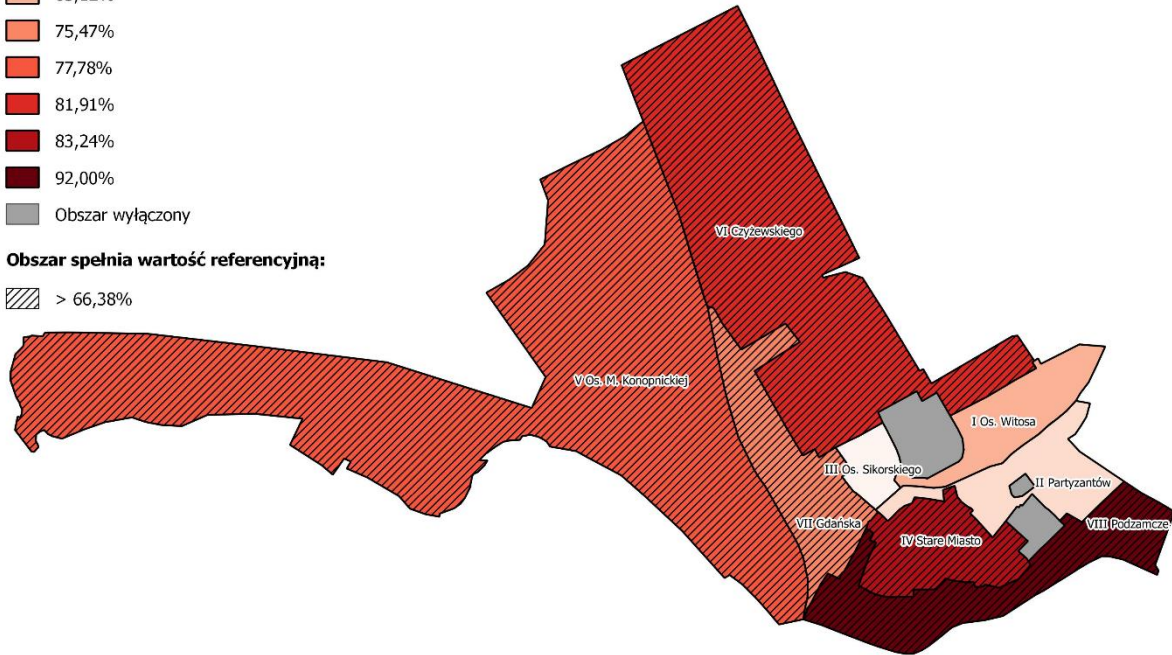 75,47%
77,78%
81,91%
83,24%
92,00%
Obszar wyłączony
Obszar spełnia wartość referencyjną:
> 66,38%
VI Czyżewskiego
V Os. M. Konopnickiej
I Os. Witosa
III Os. Sikorskiego
II Partyzantów
VII Gdańska
VIII Podzamcze
IV Stare Miasto